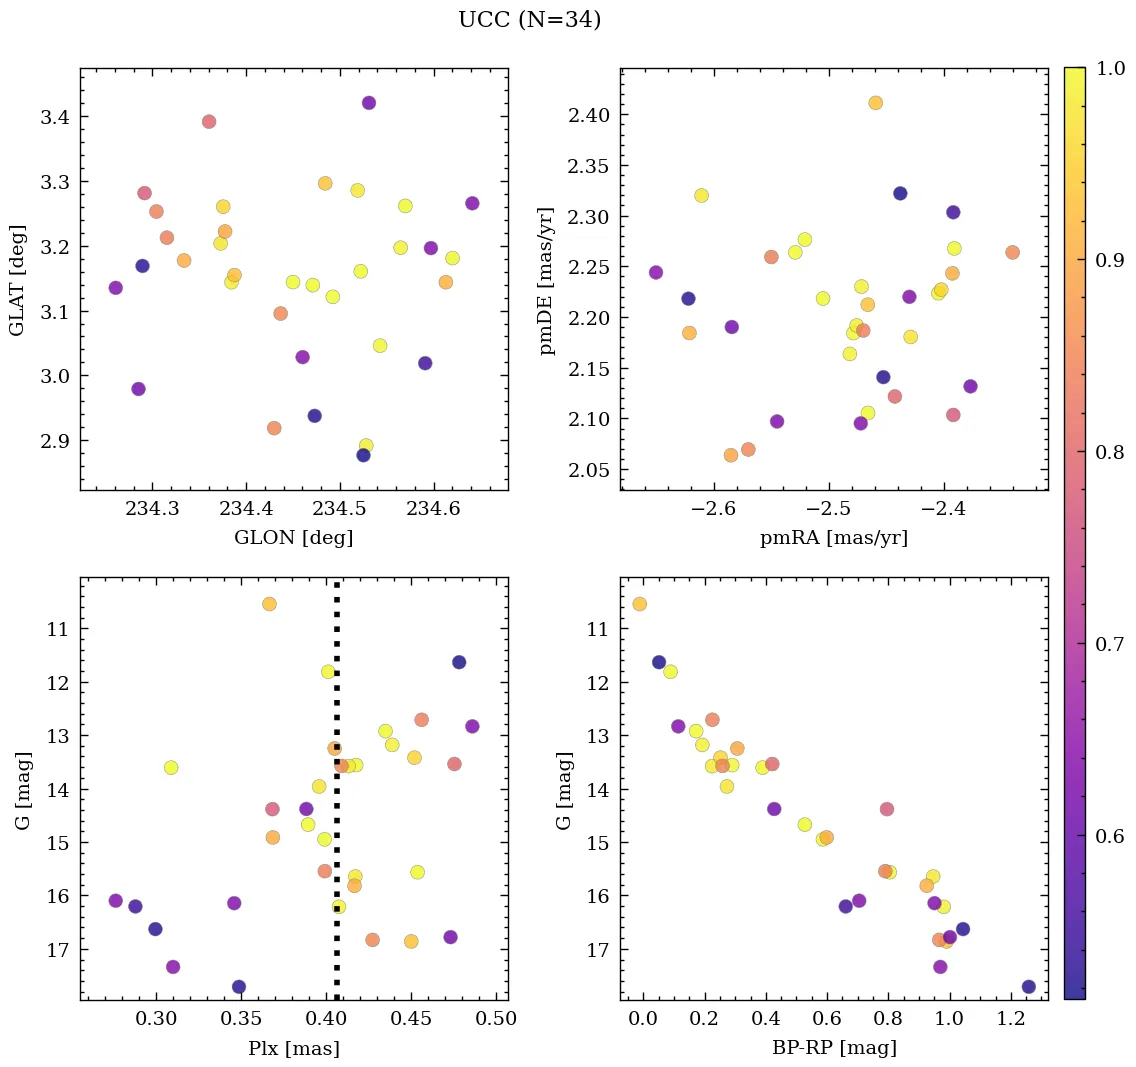 UCC (N=34)
3.4
3.3
3.2
3.1
3.0
2.9
GLAT [deg]
234.3 234.4 234.5 234.6
GLON [deg]
2.40
2.35
2.30
2.25
2.20
2.15
2.10
2.05
pmDE [mas/yr]
−2.6 −2.5 −2.4
pmRA [mas/yr]
11
12
13
14
15
16
17
G [mag]
0.30 0.35 0.40 0.45 0.50
Plx [mas]
11
12
13
14
15
16
17
G [mag]
0.0 0.2 0.4 0.6 0.8 1.0 1.2
BP-RP [mag]
1.0
0.9
0.8
0.7
0.6